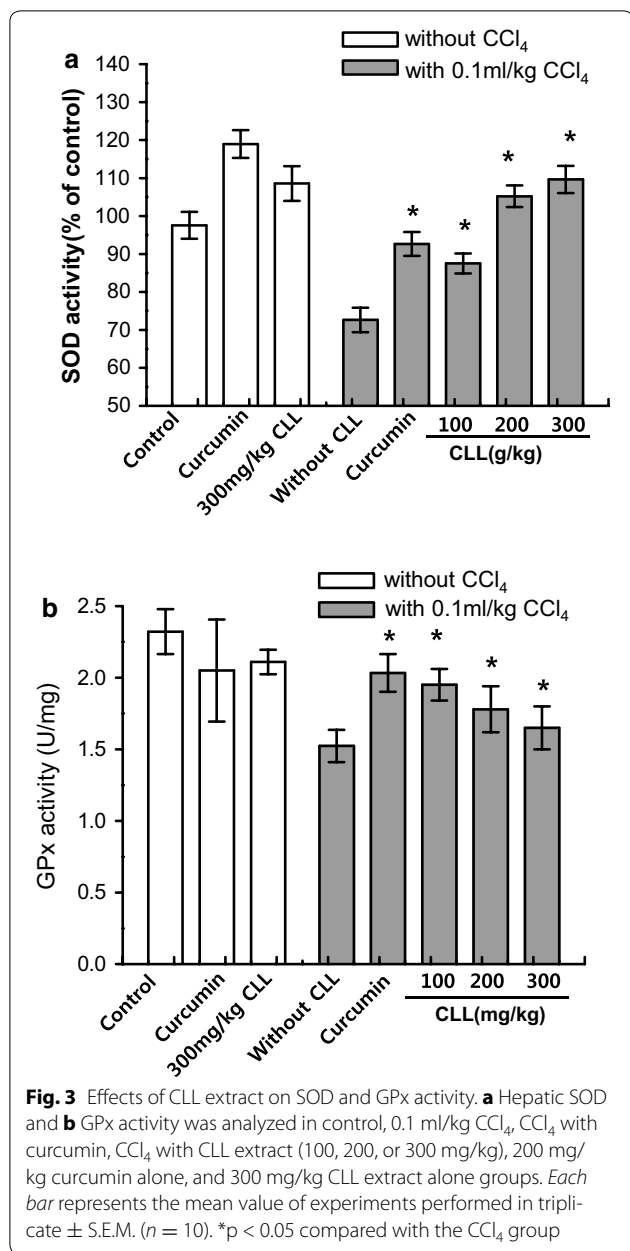 a
without CCl4
with 0.1ml/kg CCl4
SOD activity(% of control)
140
130
120
110
100
90
80
70
60
50
* * * *
Control
Curcumin
300mg/kg CLL
Without CLL
Curcumin
100 200 300
CLL(g/kg)
b
without CCl4
with 0.1ml/kg CCl4
GPx activity (U/mg)
2.5
2.0
1.5
1.0
0.5
0.0
* * * *
Control
Curcumin
300mg/kg CLL
Without CLL
Curcumin
100 200 300
CLL(mg/kg)
Fig. 3 Effects of CLL extract on SOD and GPx activity. a Hepatic SOD
and b GPx activity was analyzed in control, 0.1 ml/kg CCl4, CCl4 with
curcumin, CCl4 with CLL extract (100, 200, or 300 mg/kg), 200 mg/
kg curcumin alone, and 300 mg/kg CLL extract alone groups. Each
bar represents the mean value of experiments performed in tripli-
cate ± S.E.M. (n = 10). *p < 0.05 compared with the CCl4 group